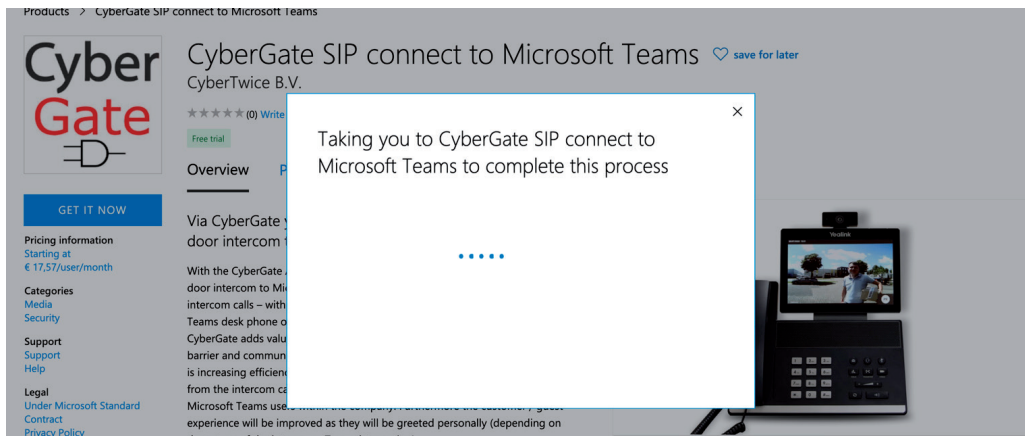 Products > CyberGate SIP connect to Microsoft Teams
Cyber
Gate
CyberGate SIP connect to Microsoft Teams
save for later
CyberTwice B.V.
(0) Write
Free trial
Overview
P
GET IT NOW
Pricing information
Starting at
€ 17,57/user/month
Categories
Media
Security
Support
Support
Help
Legal
Under Microsoft Standard
Contract
Privacy Policy
Via CyberGate
door intercom
With the CyberGate
door intercom to
intercom calls – with
Teams desk phone
CyberGate adds
barrier and
is increasing
from the intercom
Microsoft Teams
experience will be improved as they will be greeted personally (depending on
Taking you to CyberGate SIP connect to
Microsoft Teams to complete this process
Yealink